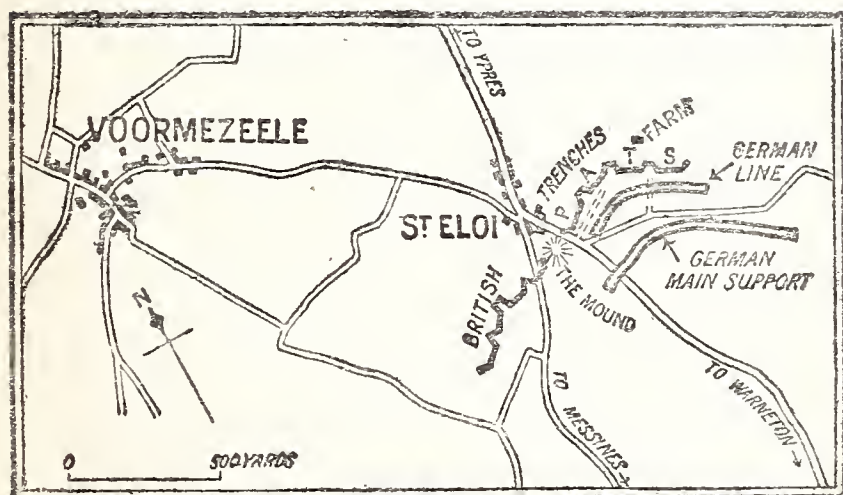 TO YPRES
VOORMEZEELE
TRENCHES
FARM
P
A
T
S
GERMAN
LINE
ST ELOI
THE MOUND
GERMAN
MAIN SUPPORT
BRITISH
N
TO WARNETON
TO MESSINES
0 500 YARDS